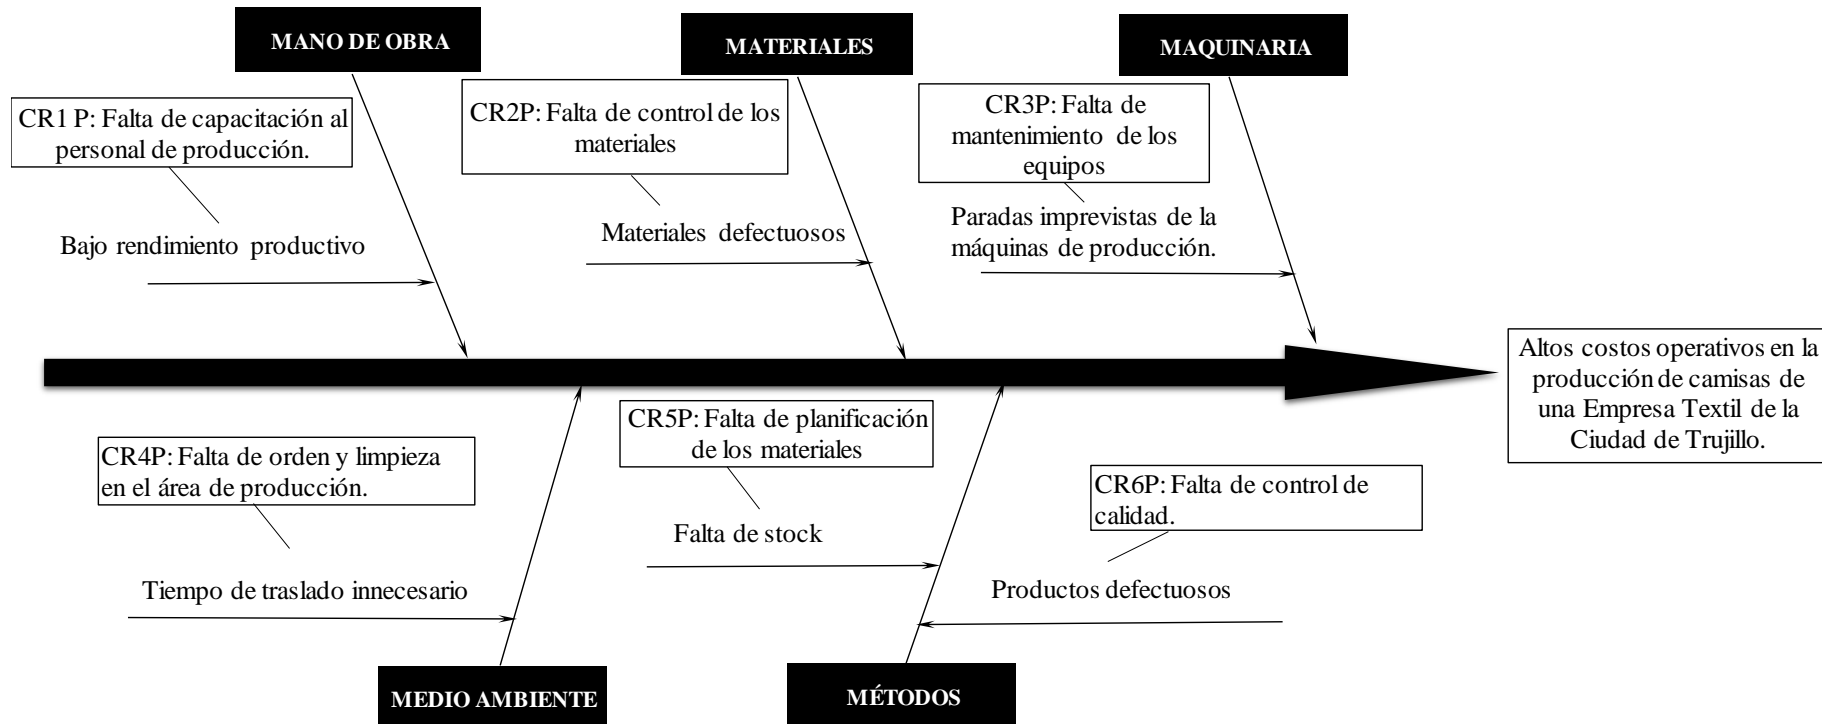 MANO DE OBRA
MATERIALES
MAQUINARIA
CR1 P: Falta de capacitación al
personal de producción.
CR2P: Falta de control de los
materiales
CR3P: Falta de
mantenimiento de los
equipos
Bajo rendimiento productivo
Materiales defectuosos
Paradas imprevistas de la
máquinas de producción.
Altos costos operativos en la
producción de camisas de
una Empresa Textil de la
Ciudad de Trujillo.
CR4P: Falta de orden y limpieza
en el área de producción.
CR5P: Falta de planificación
de los materiales
CR6P: Falta de control de
calidad.
Tiempo de traslado innecesario
Falta de stock
Productos defectuosos
MEDIO AMBIENTE
MÉTODOS